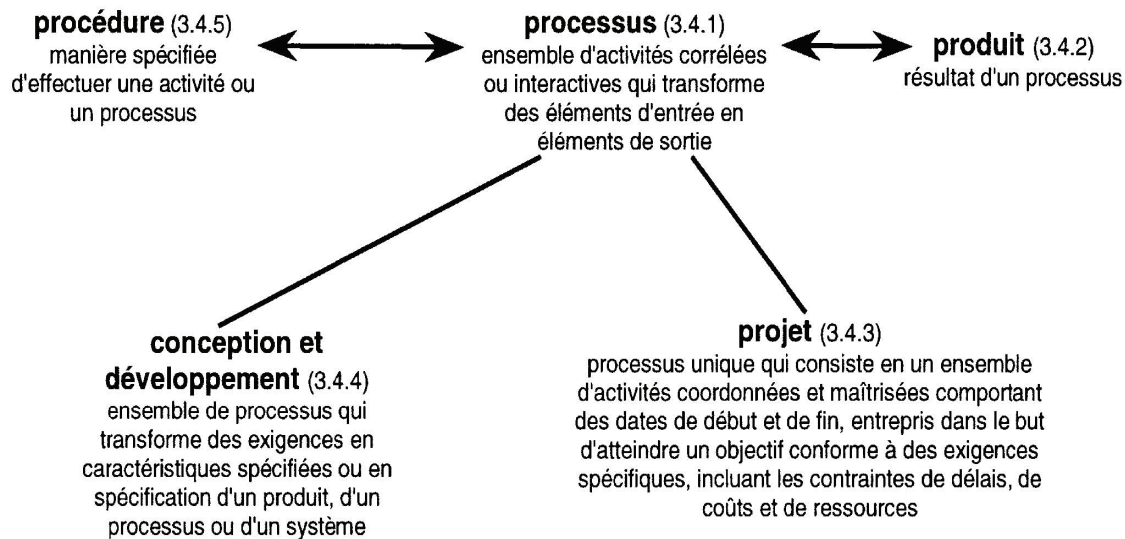 procédure (3.4.5)
manière spécifiée
d'effectuer une activité ou
un processus
processus (3.4.1)
ensemble d'activités corrélées
ou interactives qui transforme
des éléments d'entrée en
éléments de sortie
produit (3.4.2)
résultat d'un processus
conception et
développement (3.4.4)
ensemble de processus qui
transforme des exigences en
caractéristiques spécifiées ou en
spécification d'un produit, d'un
processus ou d'un système
projet (3.4.3)
processus unique qui consiste en un ensemble
d'activités coordonnées et maîtrisées comportant
des dates de début et de fin, entrepris dans le but
d'atteindre un objectif conforme à des exigences
spécifiques, incluant les contraintes de délais, de
coûts et de ressources